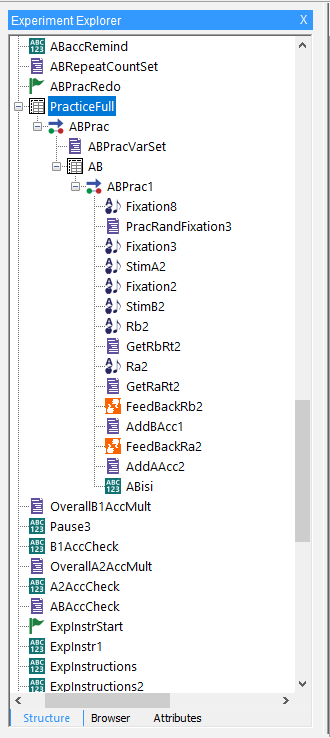 Experiment Explorer X
ABaccRemind
ABRepeatCountSet
ABPracRedo
PracticeFull
ABPrac
ABPracVarSet
AB
ABPrac1
Fixation8
PracRandFixation3
Fixation3
StimA2
Fixation2
StimB2
Rb2
GetRbRt2
Ra2
GetRaRt2
FeedBackRb2
AddBAcc1
FeedBackRa2
AddAAcc2
ABisi
OverallB1AccMult
Pause3
B1AccCheck
OverallA2AccMult
A2AccCheck
ABAccCheck
ExpInstrStart
ExpInstr1
ExpInstructions
ExpInstructions2
Structure Browser Attributes